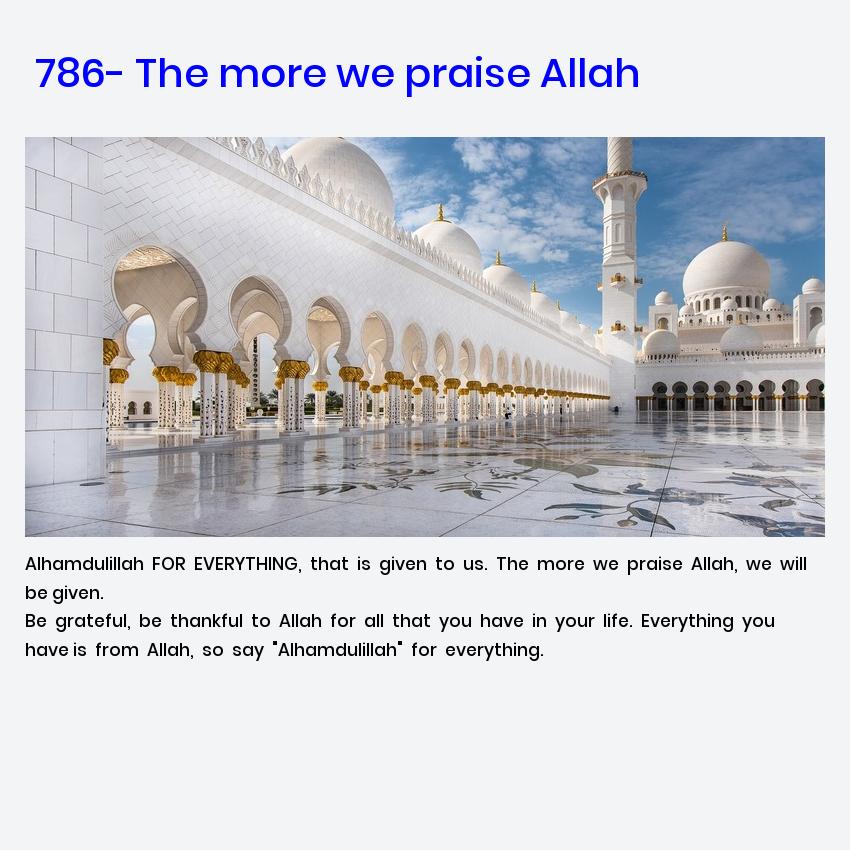 786- The more we praise Allah
Alhamdulillah FOR EVERYTHING, that is given to us. The more we praise Allah, we will
be given.
Be grateful, be thankful to Allah for all that you have in your life. Everything you
have is from Allah, so say "Alhamdulillah" for everything.